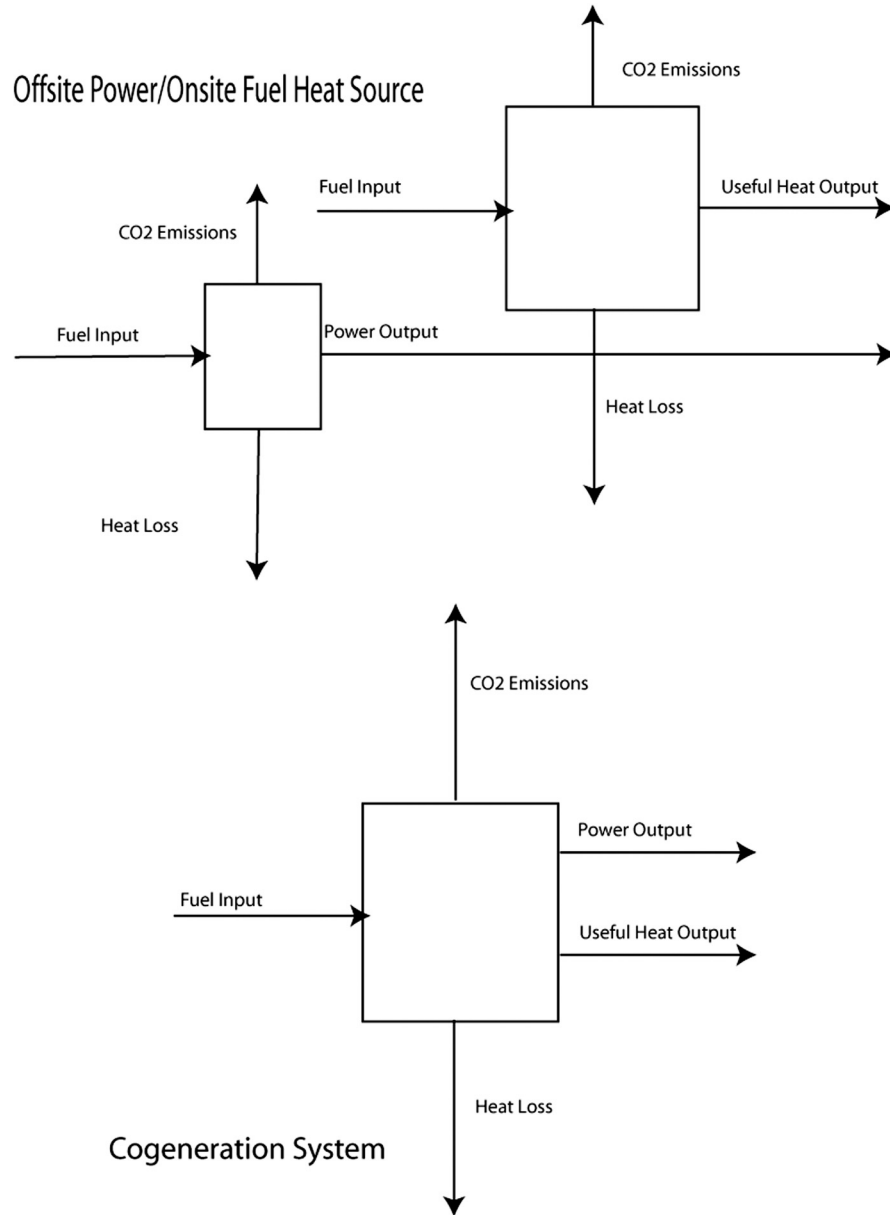 CO2 Emissions
Offsite Power/Onsite Fuel Heat Source
Fuel Input
Useful Heat Output
CO2 Emissions
Fuel Input
Power Output
Heat Loss
Heat Loss
CO2 Emissions
Power Output
Fuel Input
Useful Heat Output
Heat Loss
Cogeneration System